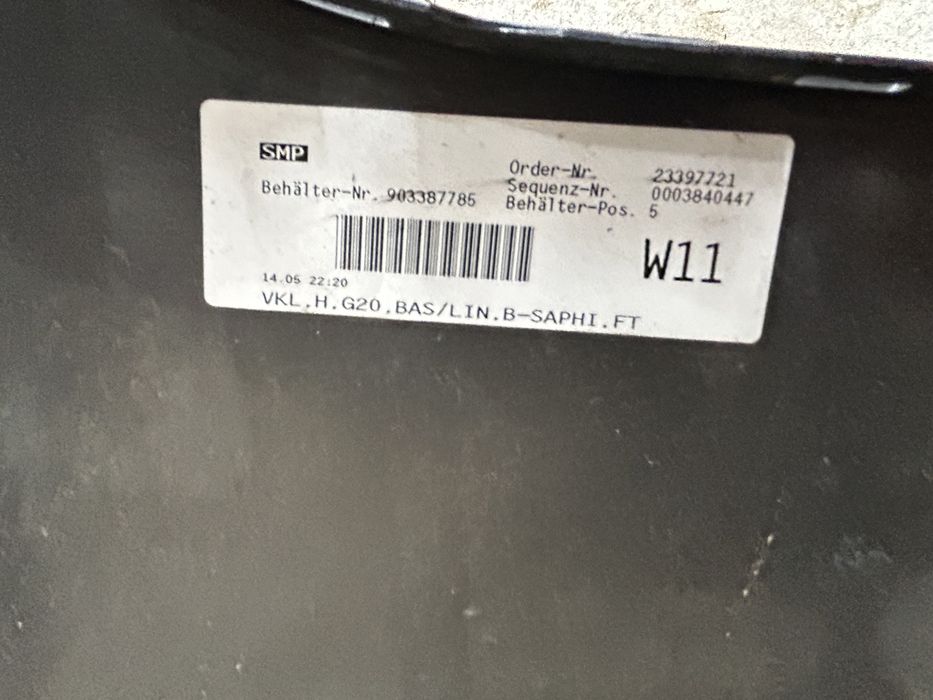 SMP
Behälter-Nr. 903387785
Order-Nr. 23397721
Sequenz-Nr. 0003840447
Behälter-Pos. 5
W11
14.05 22:20
VKL.H.G20.BAS/LIN.B-SAPHI.FT